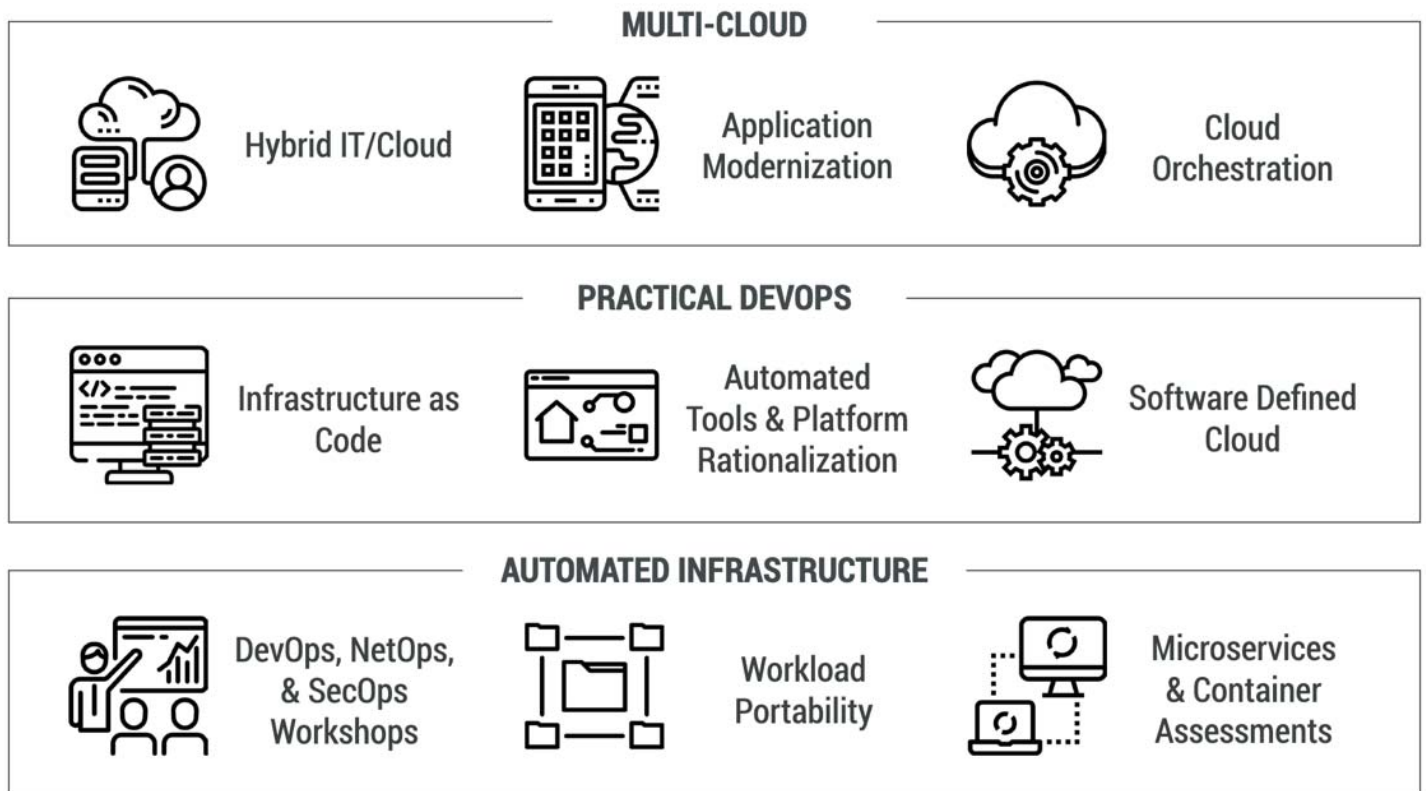 MULTI-CLOUD
Hybrid IT/Cloud
Application
Modernization
Cloud
Orchestration
PRACTICAL DEVOPS
</>
Infrastructure as
Code
Automated
Tools & Platform
Rationalization
Software Defined
Cloud
AUTOMATED INFRASTRUCTURE
DevOps, NetOps,
& SecOps
Workshops
Workload
Portability
Microservices
& Container
Assessments